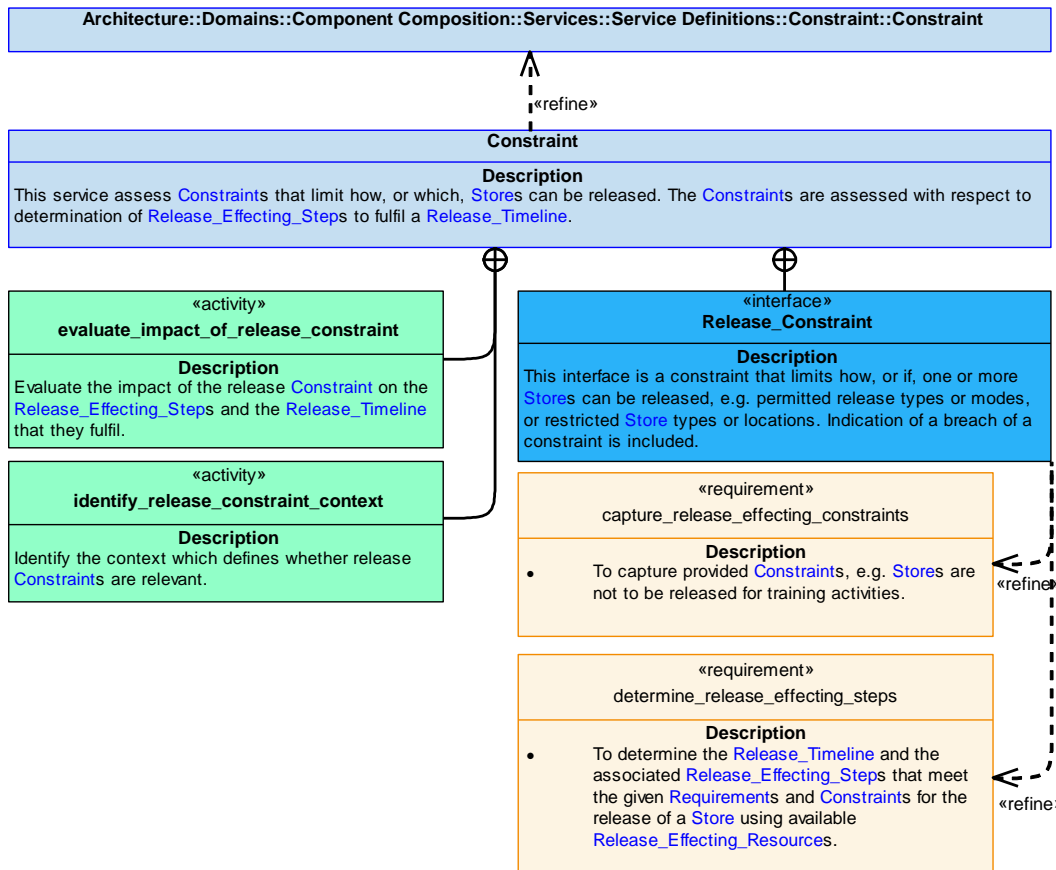 Architecture::Domains::Component Composition::Services::Service Definitions::Constraint::Constraint
«refine»
Constraint
Description
This service assess Constraints that limit how, or which, Stores can be released. The Constraints are assessed with respect to
determination of Release_Effecting_Steps to fulfil a Release_Timeline.
«activity»
evaluate_impact_of_release_constraint
Description
Evaluate the impact of the release Constraint on the
Release_Effecting_Steps and the Release_Timeline
that they fulfil.
«activity»
identify_release_constraint_context
Description
Identify the context which defines whether release
Constraints are relevant.
«interface»
Release_Constraint
Description
This interface is a constraint that limits how, or if, one or more
Stores can be released, e.g. permitted release types or modes,
or restricted Store types or locations. Indication of a breach of a
constraint is included.
«requirement»
capture_release_effecting_constraints
Description
• To capture provided Constraints, e.g. Stores are
not to be released for training activities.
«refine»
«requirement»
determine_release_effecting_steps
Description
• To determine the Release_Timeline and the
associated Release_Effecting_Steps that meet
the given Requirements and Constraints for the
release of a Store using available
Release_Effecting_Resources.
«refine»